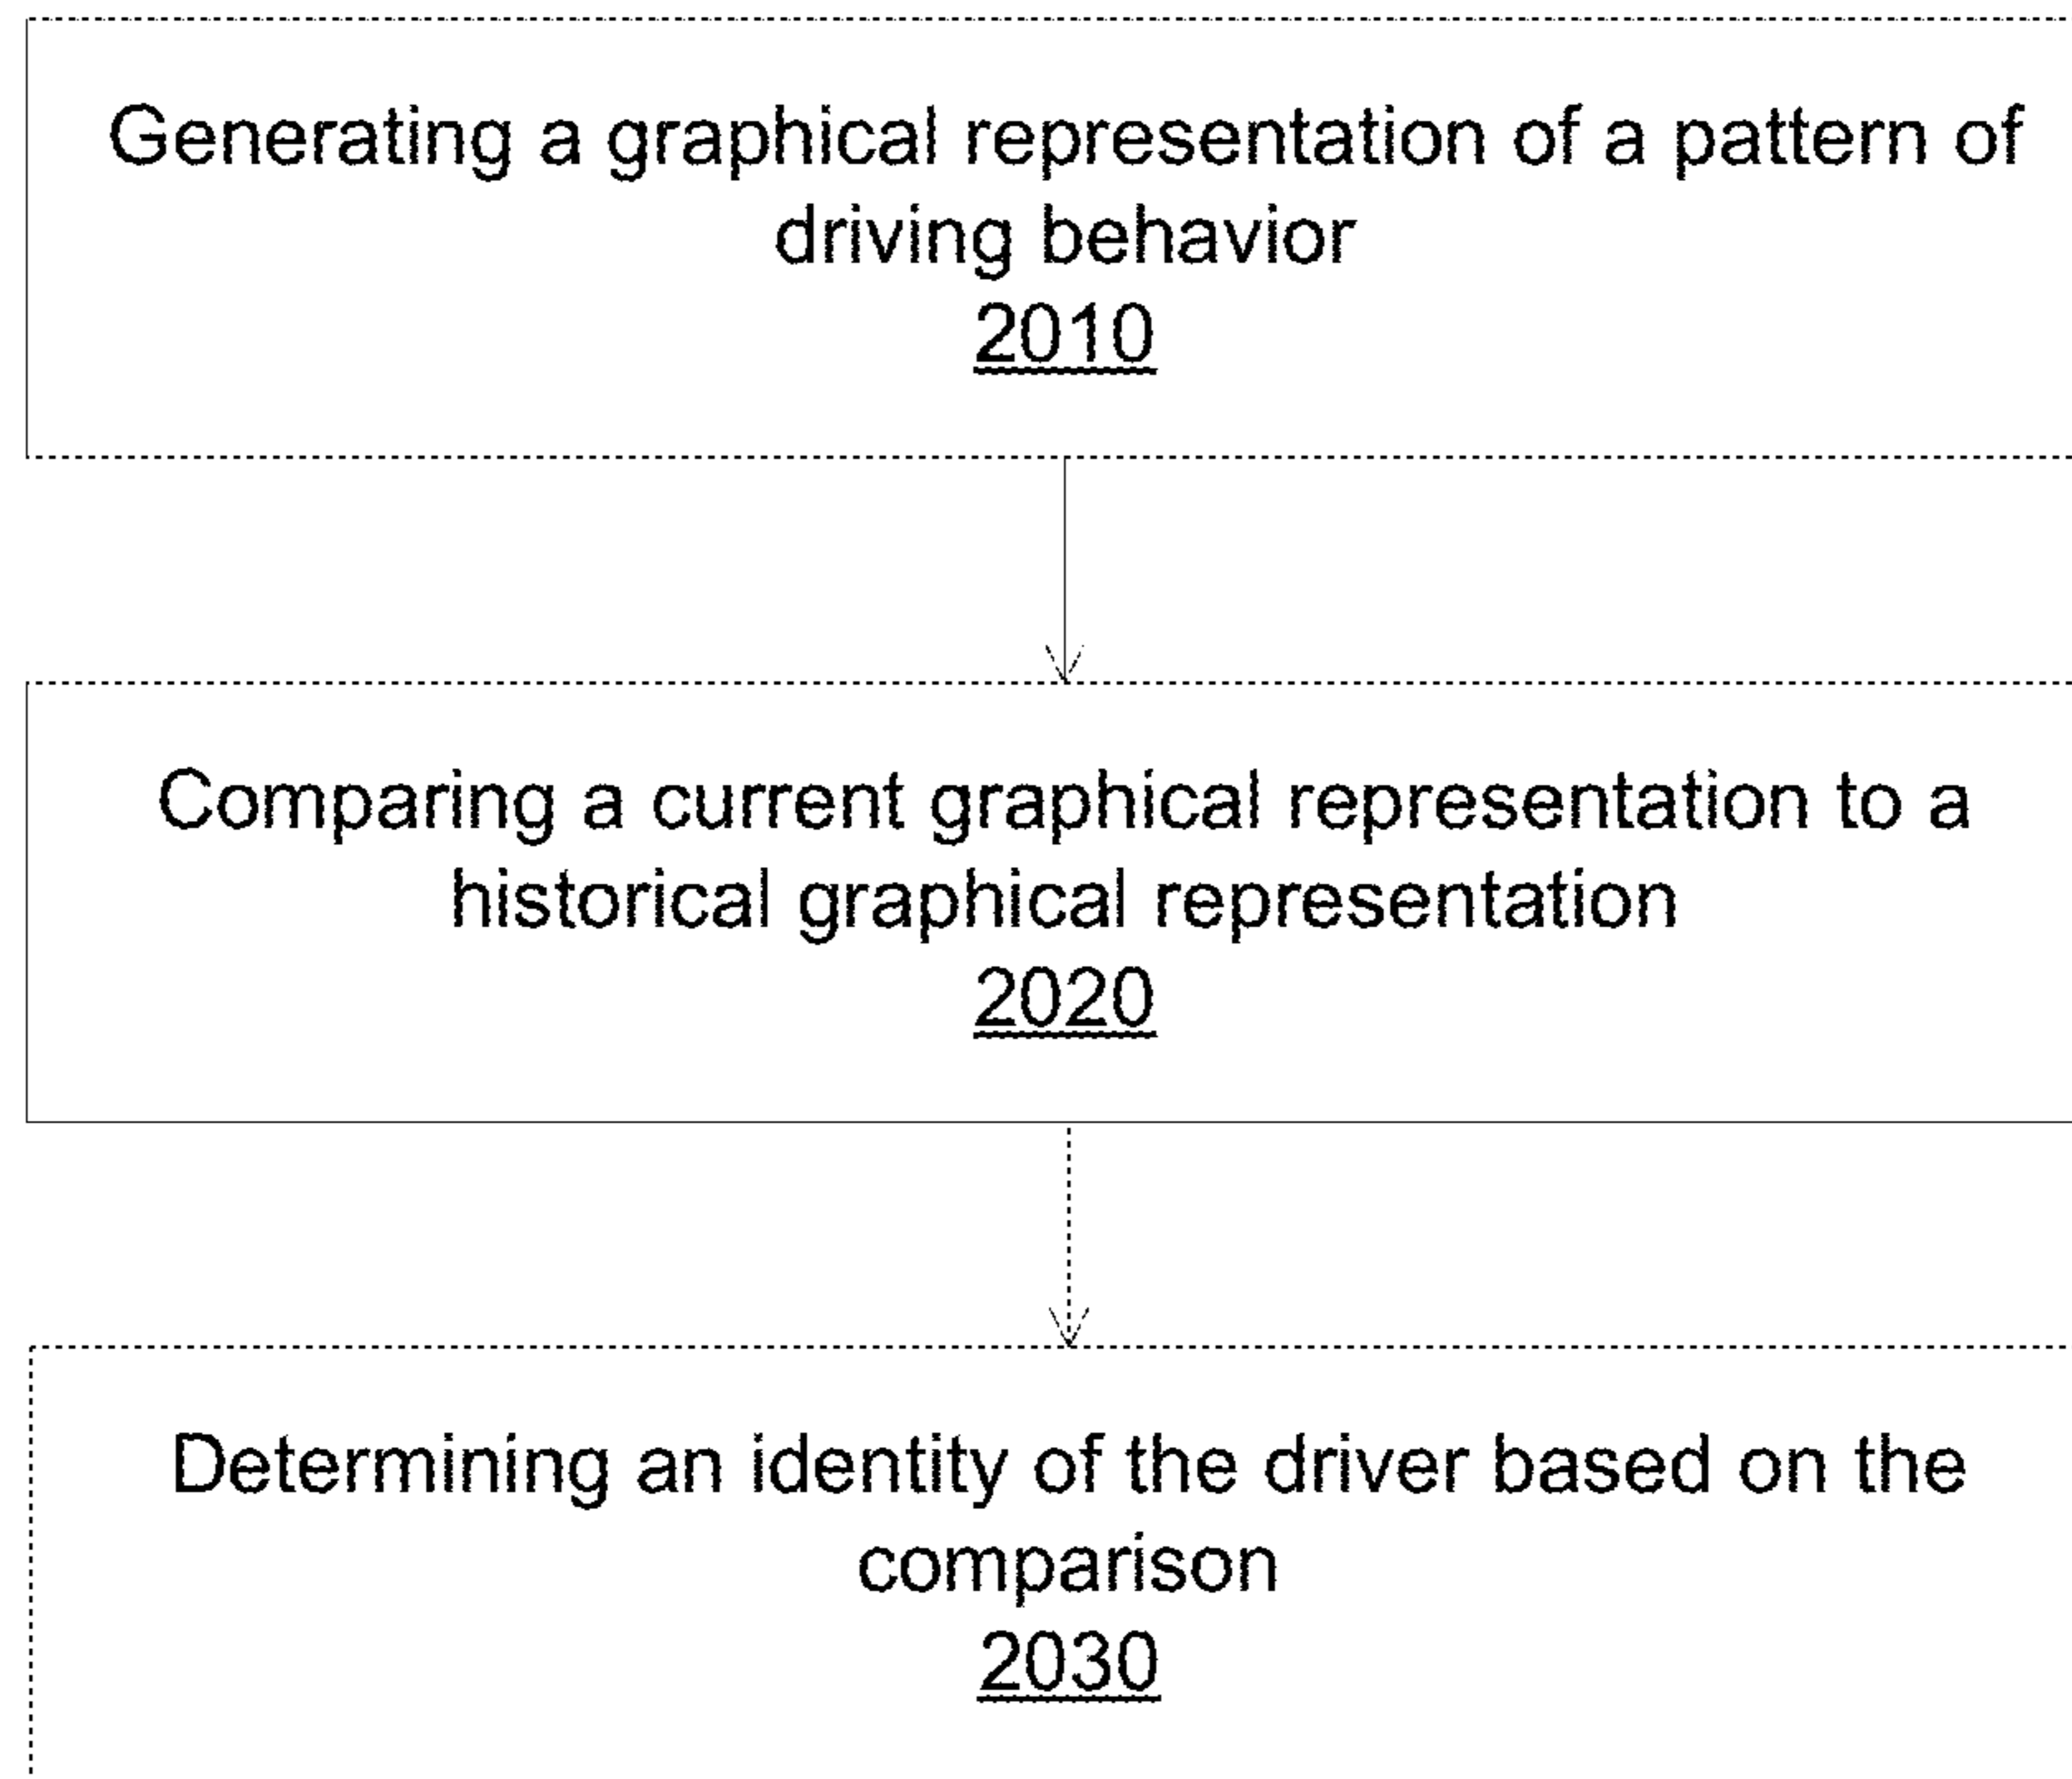 Generating a graphical representation of a pattern of
driving behavior
2010
Comparing a current graphical representation to a
historical graphical representation
2020
Determining an identity of the driver based on the
comparison
2030